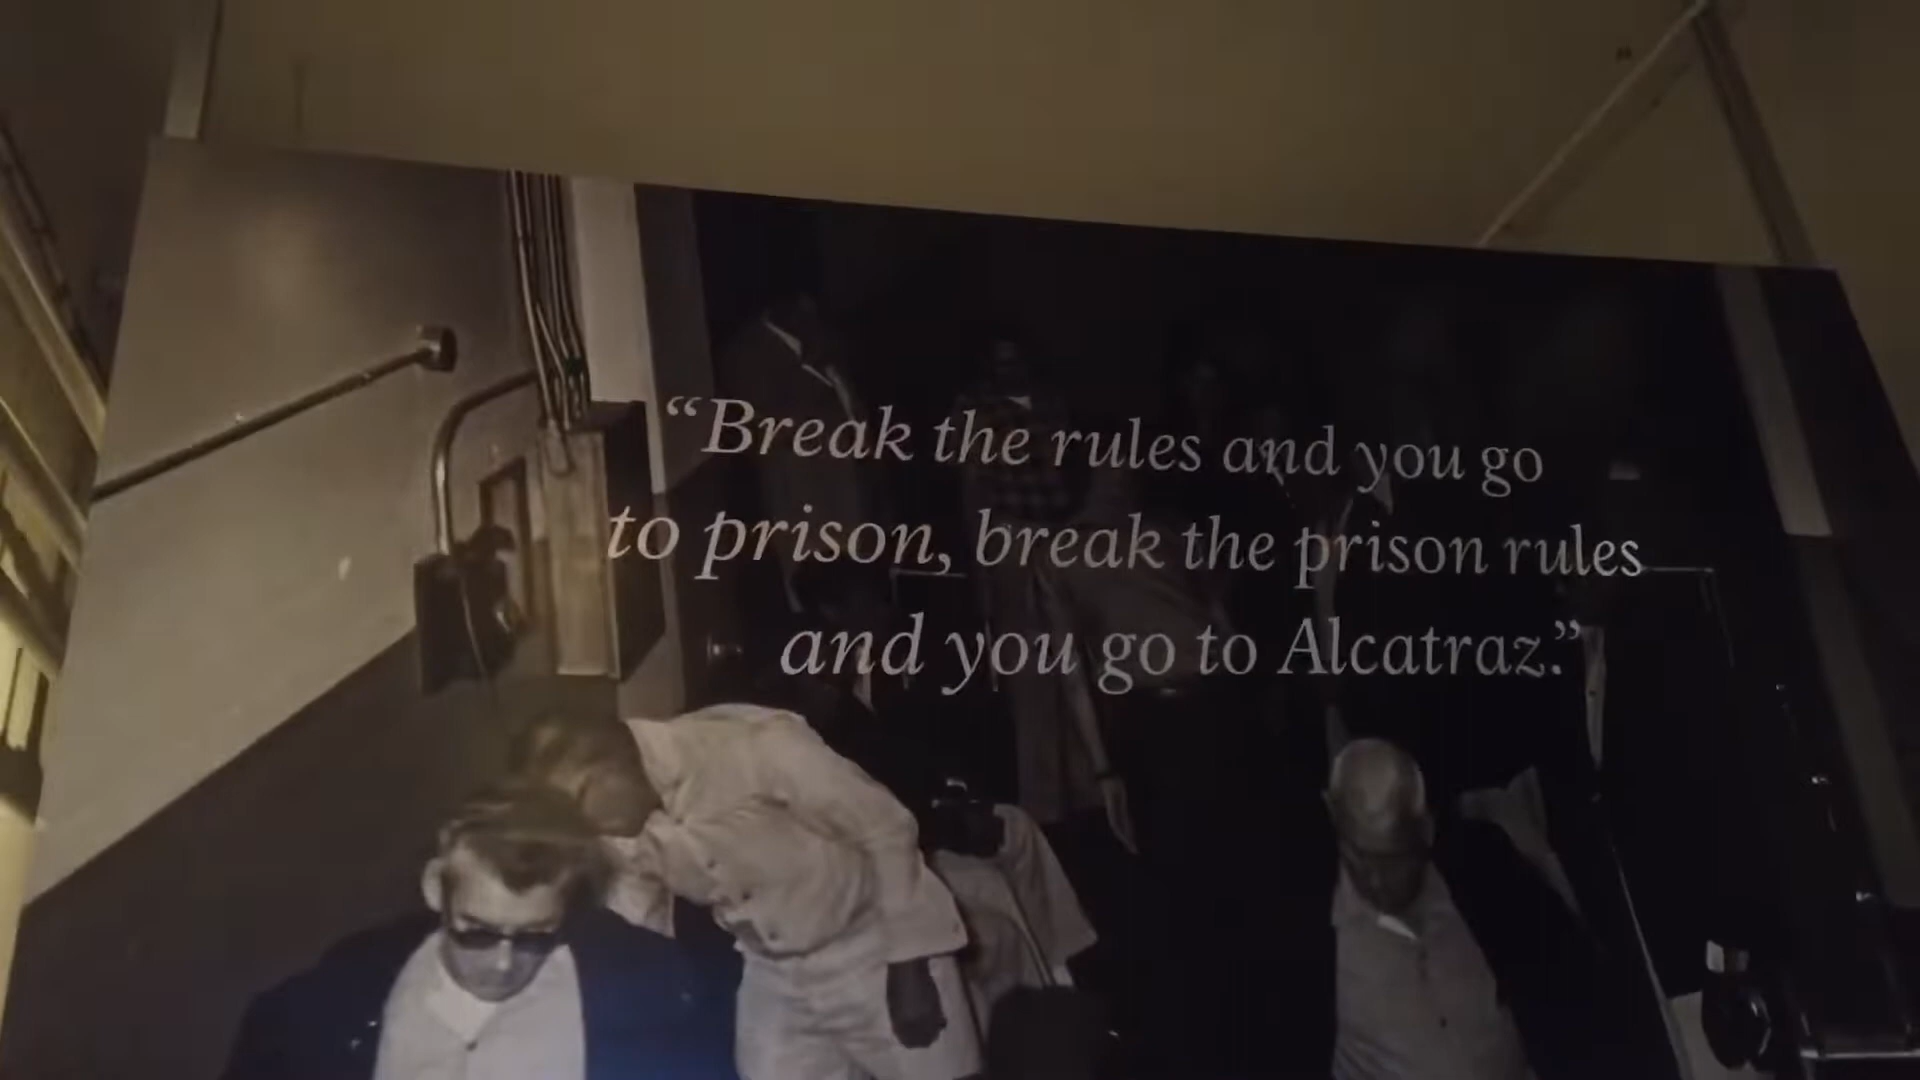 “Break the rules and you go
to prison, break the prison rules
and you go to Alcatraz.”